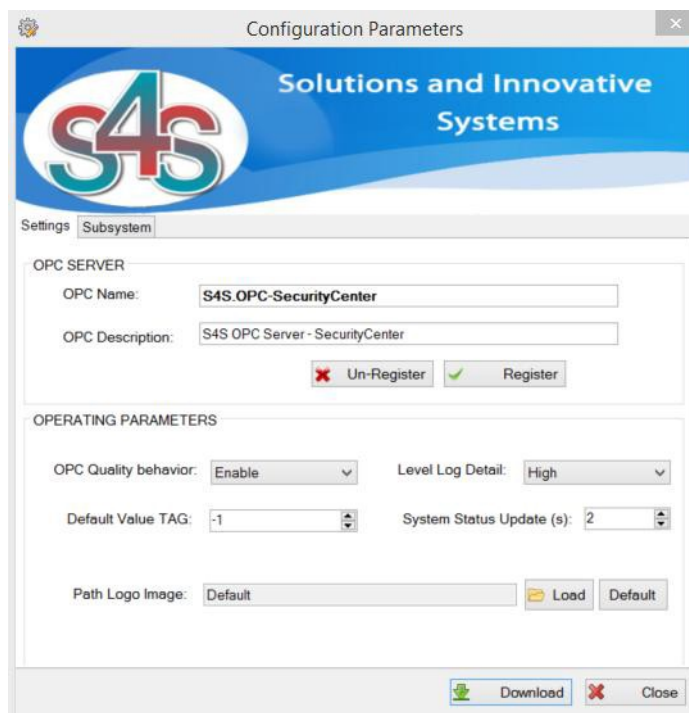 Configuration Parameters
S4S
Solutions and Innovative
Systems
Settings Subsystem
OPC SERVER
OPC Name: S4S.OPC-SecurityCenter
OPC Description: S4S OPC Server - SecurityCenter
Un-Register Register
OPERATING PARAMETERS
OPC Quality behavior: Enable Level Log Detail: High
Default Value TAG: -1 System Status Update (s): 2
Path Logo Image: Default Load Default
Download Close